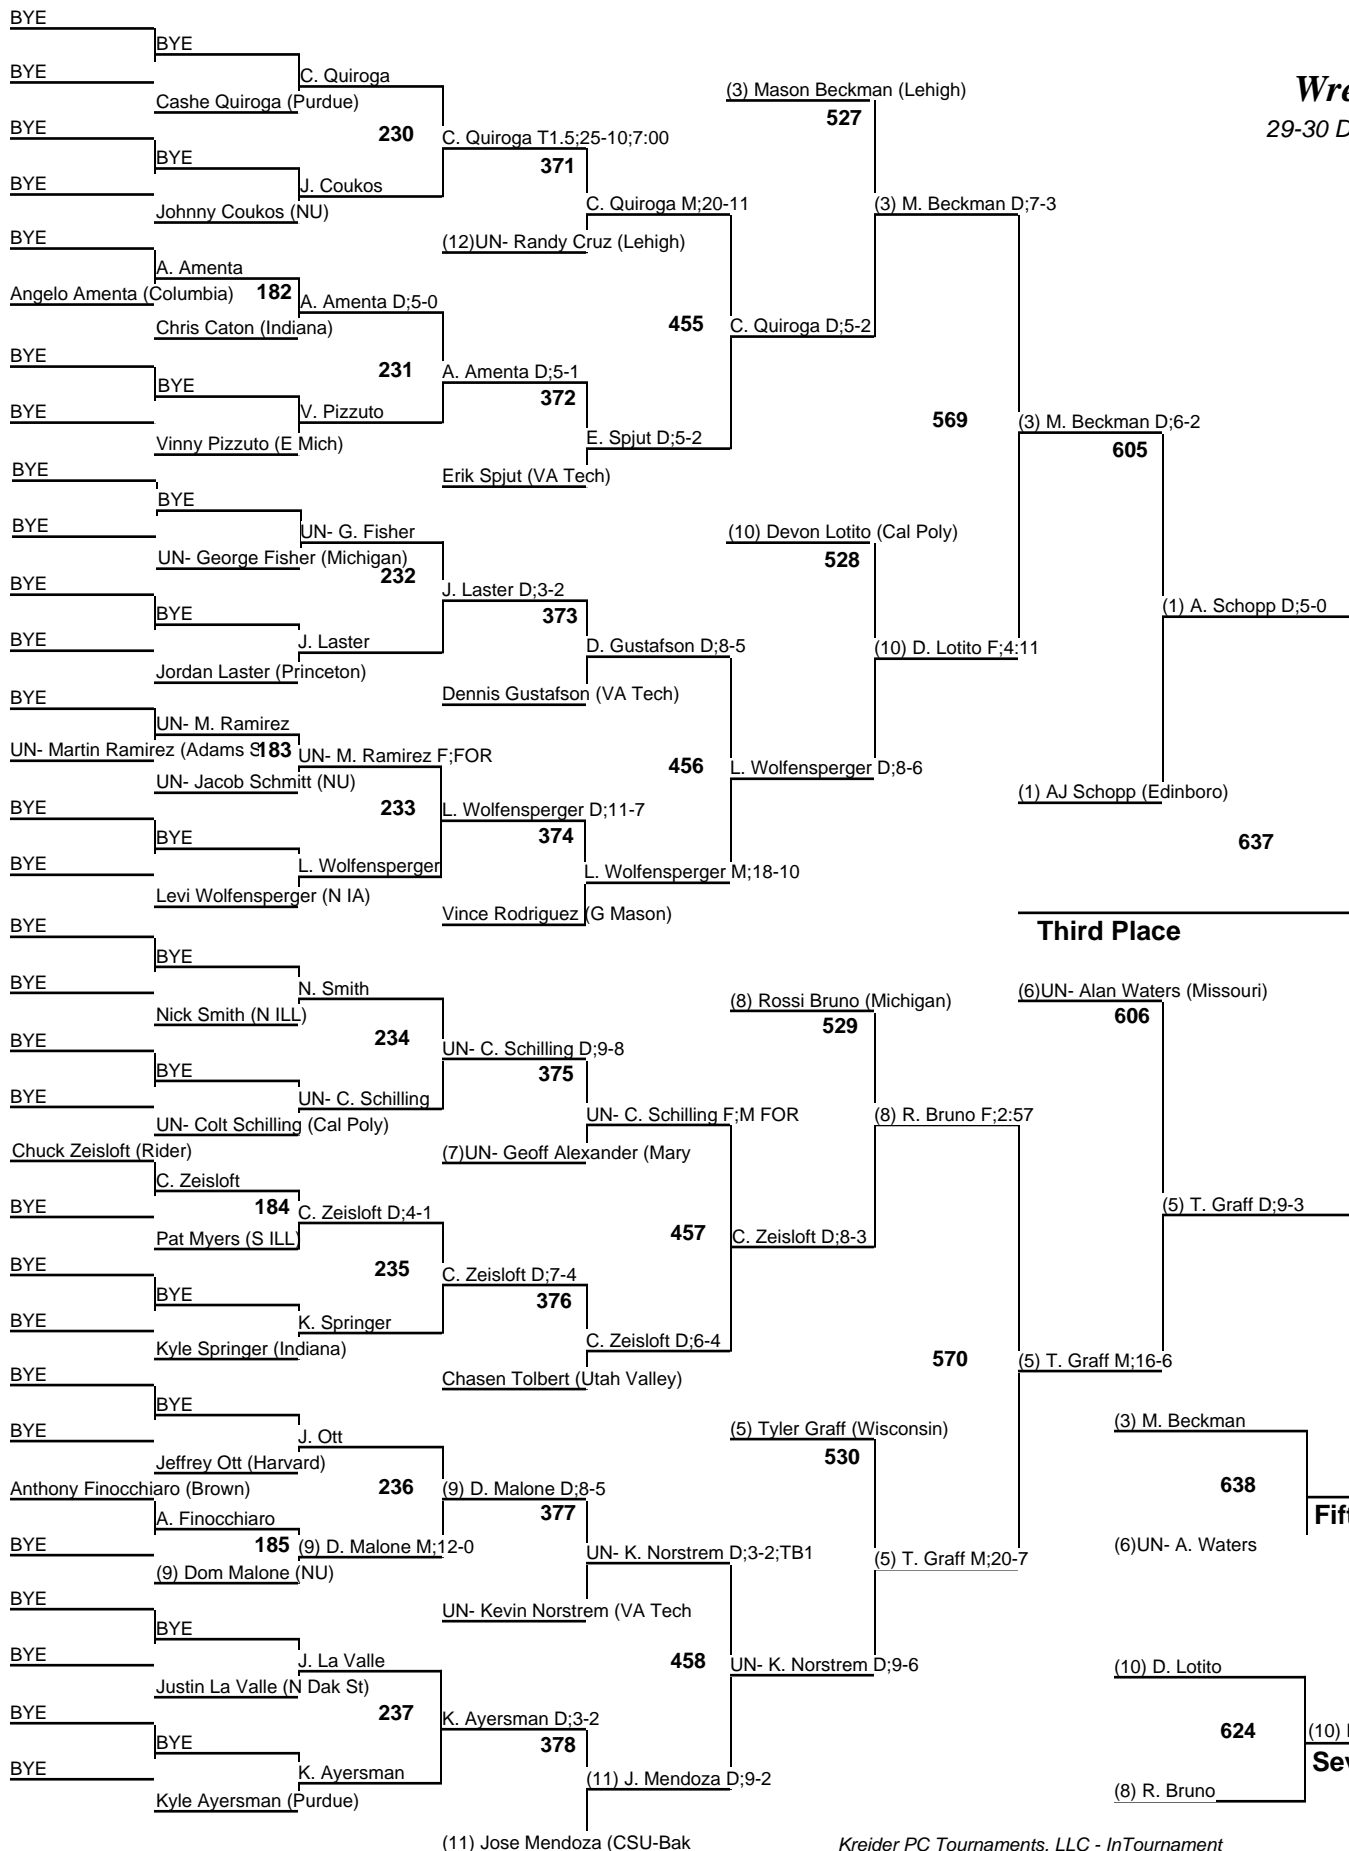 BYE
BYE
BYE
C. Quiroga
Cashe Quiroga (Purdue)
230
BYE
BYE
BYE
J. Coukos
Johnny Coukos (NU)
C. Quiroga T1.5;25-10;7:00
371
C. Quiroga M;20-11
(12)UN- Randy Cruz (Lehigh)
BYE
A. Amenta
Angelo Amenta (Columbia)
182
A. Amenta D;5-0
Chris Caton (Indiana)
231
BYE
BYE
BYE
V. Pizzuto
Vinny Pizzuto (E Mich)
A. Amenta D;5-1
372
E. Spjut D;5-2
Erik Spjut (VA Tech)
455
C. Quiroga D;5-2
(3) Mason Beckman (Lehigh)
527
(3) M. Beckman D;7-3
Wre
29-30 D
BYE
BYE
BYE
UN- G. Fisher
UN- George Fisher (Michigan)
232
BYE
BYE
BYE
J. Laster
Jordan Laster (Princeton)
J. Laster D;3-2
373
D. Gustafson D;8-5
Dennis Gustafson (VA Tech)
BYE
UN- M. Ramirez
UN- Martin Ramirez (Adams S
183
UN- M. Ramirez F;FOR
UN- Jacob Schmitt (NU)
233
BYE
BYE
BYE
L. Wolfensperger
Levi Wolfensperger (N IA)
L. Wolfensperger D;11-7
374
L. Wolfensperger M;18-10
Vince Rodriguez (G Mason)
456
L. Wolfensperger D;8-6
(10) Devon Lotito (Cal Poly)
528
(10) D. Lotito F;4:11
569
(3) M. Beckman D;6-2
605
(1) A. Schopp D;5-0
(1) AJ Schopp (Edinboro)
637
Third Place
BYE
BYE
BYE
N. Smith
Nick Smith (N ILL)
234
BYE
BYE
BYE
UN- C. Schilling
UN- Colt Schilling (Cal Poly)
UN- C. Schilling D;9-8
375
UN- C. Schilling F;M FOR
(7)UN- Geoff Alexander (Mary
Chuck Zeisloft (Rider)
C. Zeisloft
BYE
184
C. Zeisloft D;4-1
Pat Myers (S ILL)
235
BYE
BYE
BYE
K. Springer
Kyle Springer (Indiana)
C. Zeisloft D;7-4
376
C. Zeisloft D;6-4
Chasen Tolbert (Utah Valley)
457
C. Zeisloft D;8-3
(8) Rossi Bruno (Michigan)
529
(8) R. Bruno F;2:57
(6)UN- Alan Waters (Missouri)
606
(5) T. Graff D;9-3
570
(5) T. Graff M;16-6
BYE
BYE
BYE
J. Ott
Jeffrey Ott (Harvard)
236
Anthony Finocchiaro (Brown)
A. Finocchiaro
BYE
185
(9) D. Malone M;12-0
(9) Dom Malone (NU)
(9) D. Malone D;8-5
377
UN- K. Norstrem D;3-2;TB1
UN- Kevin Norstrem (VA Tech
BYE
BYE
BYE
J. La Valle
Justin La Valle (N Dak St)
237
BYE
BYE
BYE
K. Ayersman
Kyle Ayersman (Purdue)
K. Ayersman D;3-2
378
(11) J. Mendoza D;9-2
(11) Jose Mendoza (CSU-Bak
458
UN- K. Norstrem D;9-6
(5) Tyler Graff (Wisconsin)
530
(5) T. Graff M;20-7
(3) M. Beckman
638
Fift
(6)UN- A. Waters
(10) D. Lotito
624
(10)
Sev
(8) R. Bruno
Kreider PC Tournaments, LLC - InTournament